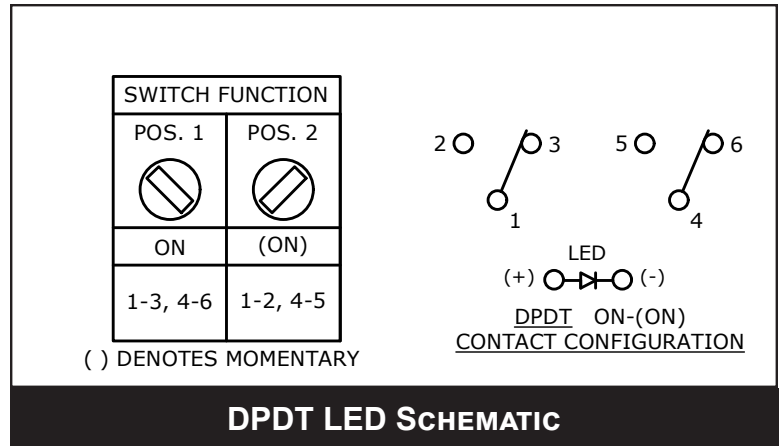 SWITCH FUNCTION
POS. 1 POS. 2
ON (ON)
1-3, 4-6 1-2, 4-5
( ) DENOTES MOMENTARY
2 3 5 6
1 4
LED
(+) (-)
DPDT ON-(ON)
CONTACT CONFIGURATION
DPDT LED SCHEMATIC